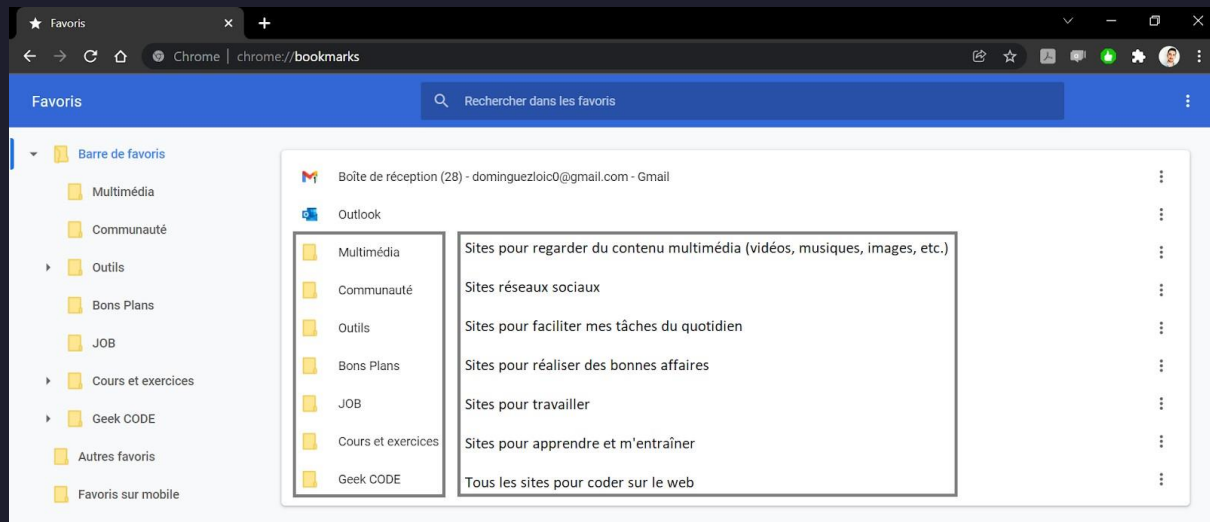 Favoris
Chrome | chrome://bookmarks
Favoris
Rechercher dans les favoris
Barre de favoris
Multimédia
Communauté
Outils
Bons Plans
JOB
Cours et exercices
Geek CODE
Autres favoris
Favoris sur mobile
Boîte de réception (28) - dominguezloic0@gmail.com - Gmail
Outlook
Multimédia Sites pour regarder du contenu multimédia (vidéos, musiques, images, etc.)
Communauté Sites réseaux sociaux
Outils Sites pour faciliter mes tâches du quotidien
Bons Plans Sites pour réaliser des bonnes affaires
JOB Sites pour travailler
Cours et exercices Sites pour apprendre et m'entraîner
Geek CODE Tous les sites pour coder sur le web